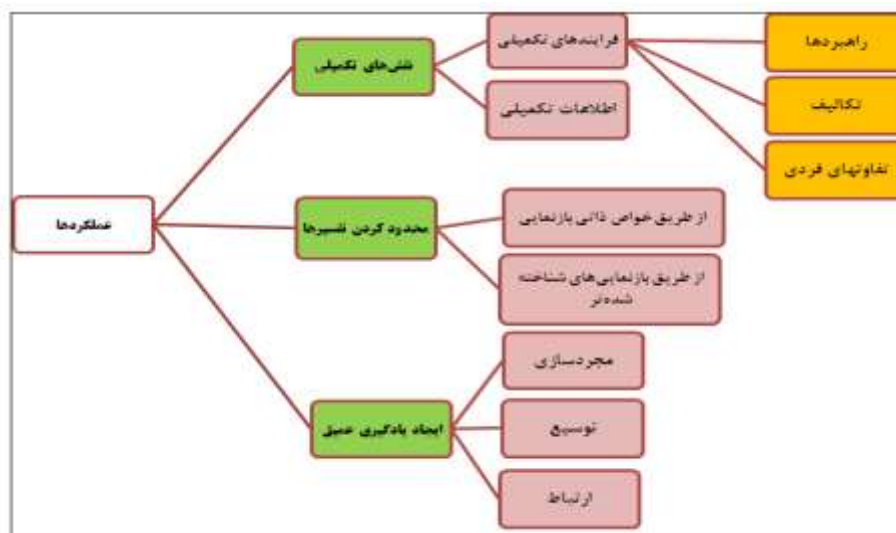 عملکردها
نقش‌های تکمیلی
فرایندهای تکمیلی
راهبردها
تکالیف
تفاوتهای فردی
اطلاعات تکمیلی
محدود کردن تفسیرها
از طریق خواص ذاتی بازنمایی
از طریق بازنمایی‌های شناخته
شده‌تر
ایجاد یادگیری عمیق
مجردسازی
توسیع
ارتباط